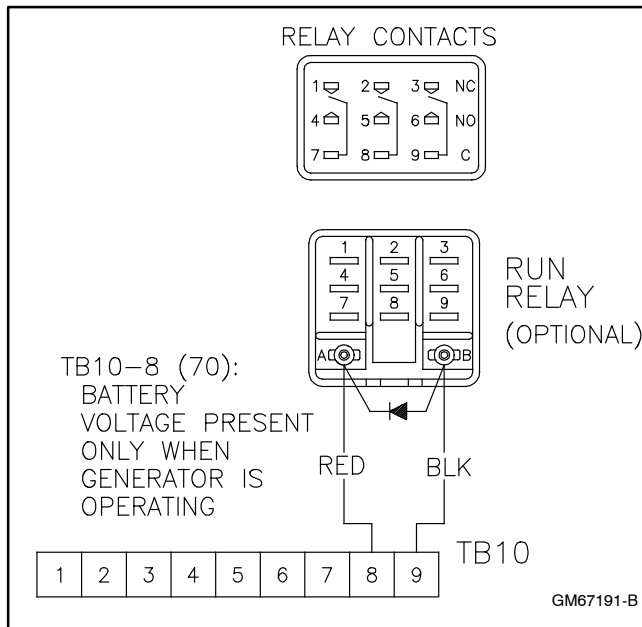 RELAY CONTACTS
1 2 3 NC
4 5 6 NO
7 8 9 C
1 2 3
4 5 6
7 8 9
A B
RUN
RELAY
(OPTIONAL)
TB10-8 (70):
BATTERY
VOLTAGE PRESENT
ONLY WHEN
GENERATOR IS
OPERATING
RED BLK
TB10
1 2 3 4 5 6 7 8 9
GM67191-B